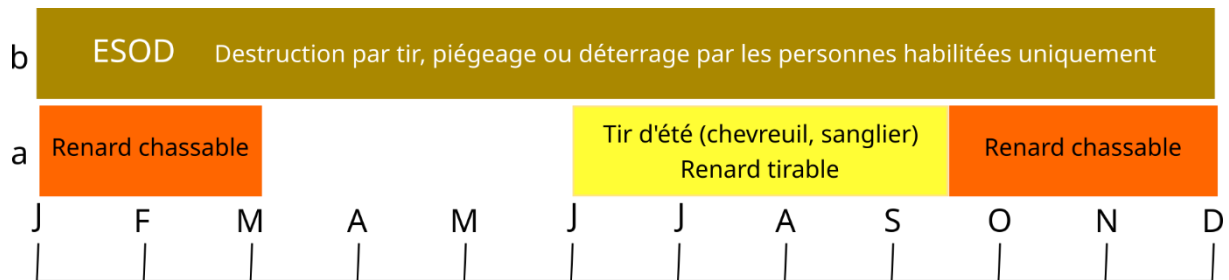 b ESOD Destruction par tir, piégeage ou déterrage par les personnes habilitées uniquement
a Renard chassable Tir d'été (chevreuil, sanglier) Renard chassable
Renard tirable
J F M A M J J A S O N D